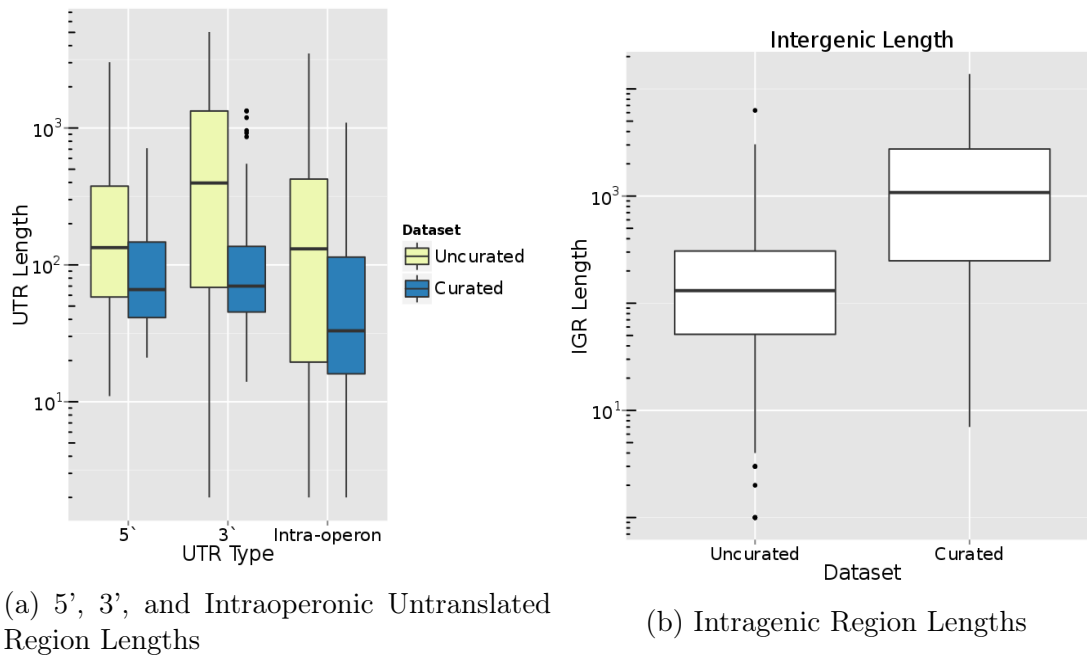 UTR Length
10³
10²
10¹
5`
3`
Intra-operon
UTR Type
Dataset
Uncurated
Curated
Intergenic Length
IGR Length
10³
10¹
Uncurated
Curated
Dataset
(a) 5’, 3’, and Intraoperonic Untranslated
Region Lengths
(b) Intragenic Region Lengths